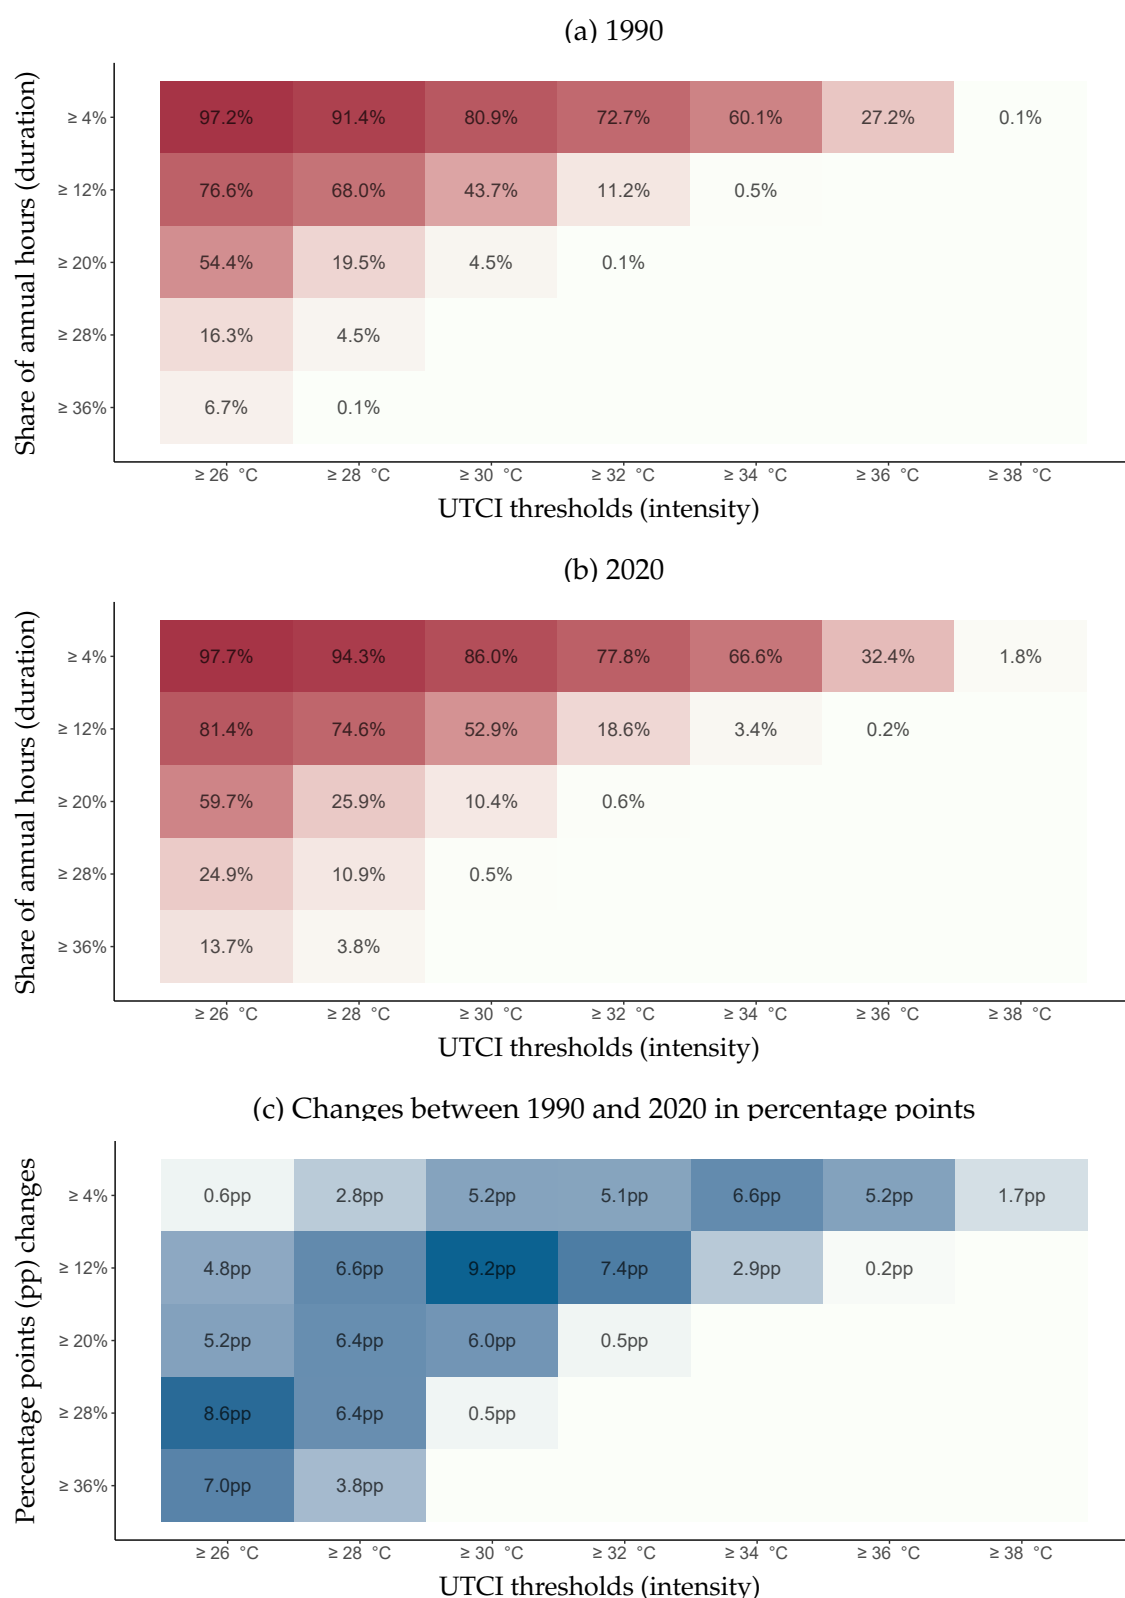 (a) 1990
Share of annual hours (duration)
≥ 4% 97.2% 91.4% 80.9% 72.7% 60.1% 27.2% 0.1%
≥ 12% 76.6% 68.0% 43.7% 11.2% 0.5%
≥ 20% 54.4% 19.5% 4.5% 0.1%
≥ 28% 16.3% 4.5%
≥ 36% 6.7% 0.1%
≥ 26 °C ≥ 28 °C ≥ 30 °C ≥ 32 °C ≥ 34 °C ≥ 36 °C ≥ 38 °C
UTCI thresholds (intensity)
(b) 2020
Share of annual hours (duration)
≥ 4% 97.7% 94.3% 86.0% 77.8% 66.6% 32.4% 1.8%
≥ 12% 81.4% 74.6% 52.9% 18.6% 3.4% 0.2%
≥ 20% 59.7% 25.9% 10.4% 0.6%
≥ 28% 24.9% 10.9% 0.5%
≥ 36% 13.7% 3.8%
≥ 26 °C ≥ 28 °C ≥ 30 °C ≥ 32 °C ≥ 34 °C ≥ 36 °C ≥ 38 °C
UTCI thresholds (intensity)
(c) Changes between 1990 and 2020 in percentage points
Percentage points (pp) changes
≥ 4% 0.6pp 2.8pp 5.2pp 5.1pp 6.6pp 5.2pp 1.7pp
≥ 12% 4.8pp 6.6pp 9.2pp 7.4pp 2.9pp 0.2pp
≥ 20% 5.2pp 6.4pp 6.0pp 0.5pp
≥ 28% 8.6pp 6.4pp 0.5pp
≥ 36% 7.0pp 3.8pp
≥ 26 °C ≥ 28 °C ≥ 30 °C ≥ 32 °C ≥ 34 °C ≥ 36 °C ≥ 38 °C
UTCI thresholds (intensity)